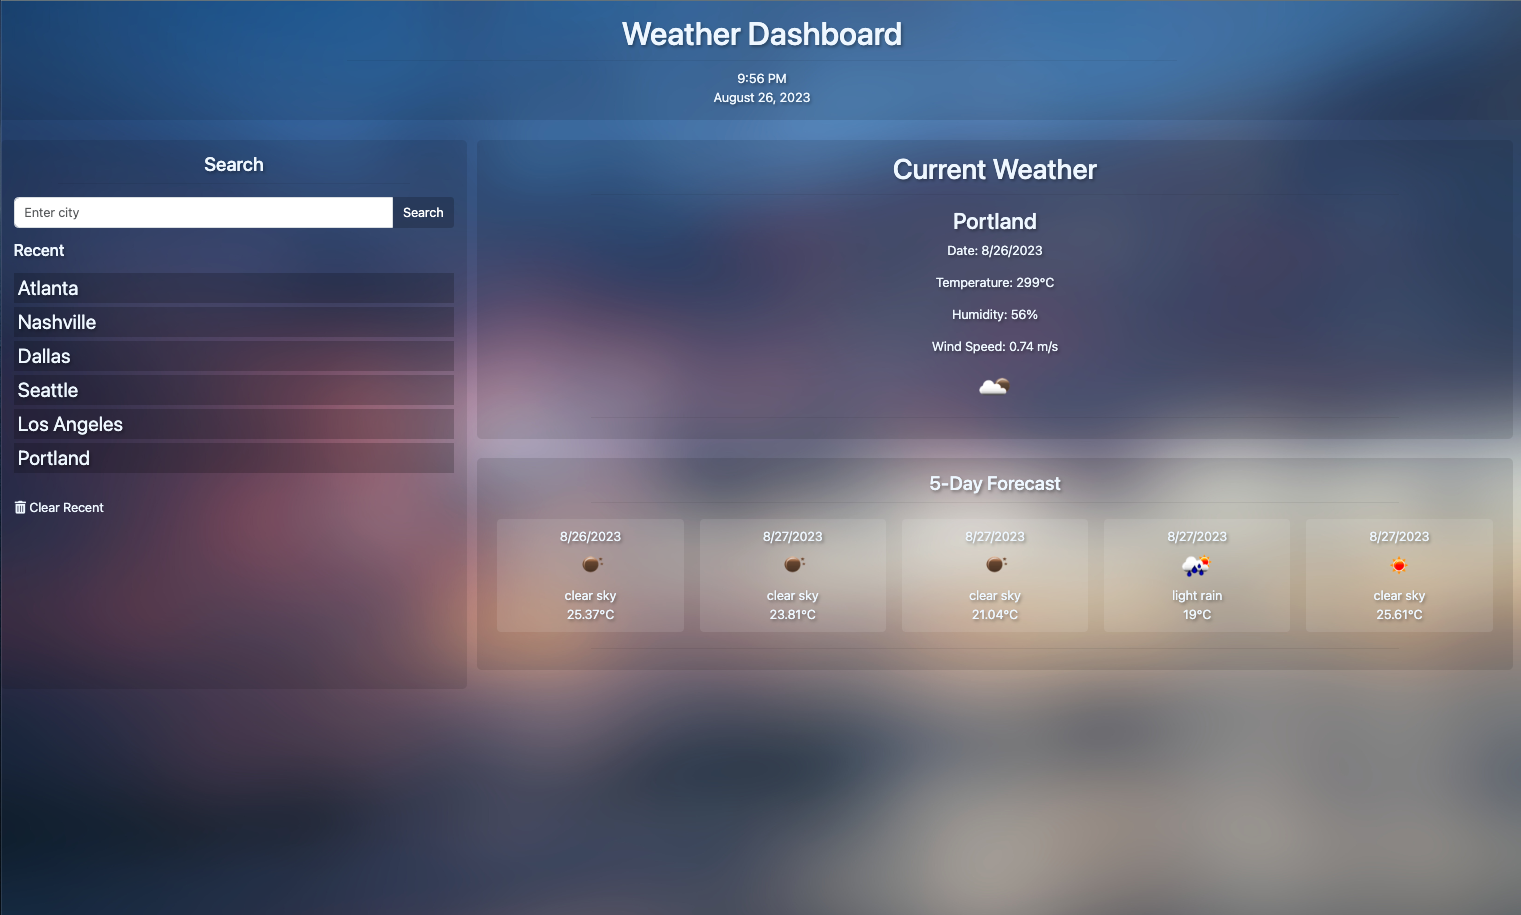 Weather Dashboard
9:56 PM
August 26, 2023
Search
Enter city
Search
Recent
Atlanta
Nashville
Dallas
Seattle
Los Angeles
Portland
Clear Recent
Current Weather
Portland
Date: 8/26/2023
Temperature: 299°C
Humidity: 56%
Wind Speed: 0.74 m/s
5-Day Forecast
8/26/2023
clear sky
25.37°C
8/27/2023
clear sky
23.81°C
8/27/2023
clear sky
21.04°C
8/27/2023
light rain
19°C
8/27/2023
clear sky
25.61°C